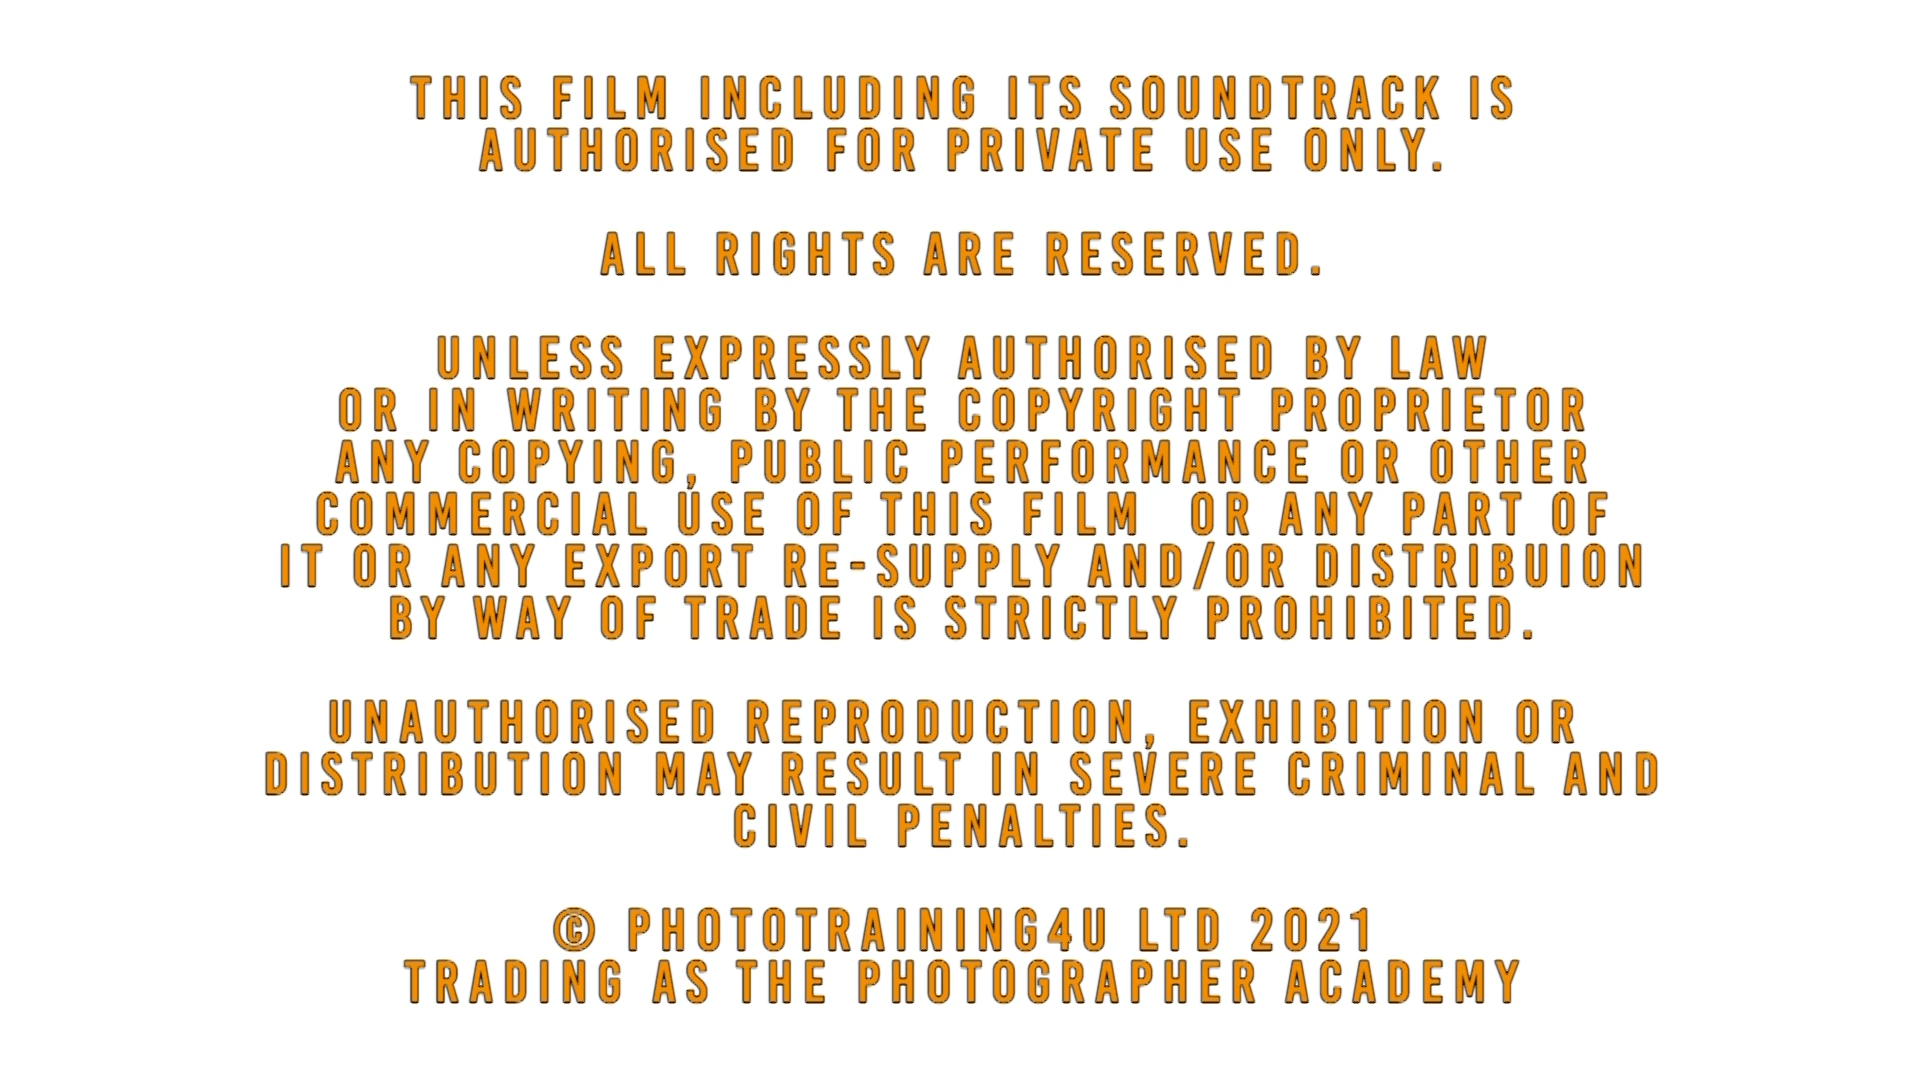 THIS FILM INCLUDING ITS SOUNDTRACK IS
AUTHORISED FOR PRIVATE USE ONLY.
ALL RIGHTS ARE RESERVED.
UNLESS EXPRESSLY AUTHORISED BY LAW
OR IN WRITING BY THE COPYRIGHT PROPRIETOR
ANY COPYING, PUBLIC PERFORMANCE OR OTHER
COMMERCIAL USE OF THIS FILM  OR ANY PART OF
IT OR ANY EXPORT RE-SUPPLY AND/OR DISTRIBUION
BY WAY OF TRADE IS STRICTLY PROHIBITED.
UNAUTHORISED REPRODUCTION, EXHIBITION OR
DISTRIBUTION MAY RESULT IN SEVERE CRIMINAL AND
CIVIL PENALTIES.
© PHOTOTRAINING4U LTD 2021
TRADING AS THE PHOTOGRAPHER ACADEMY